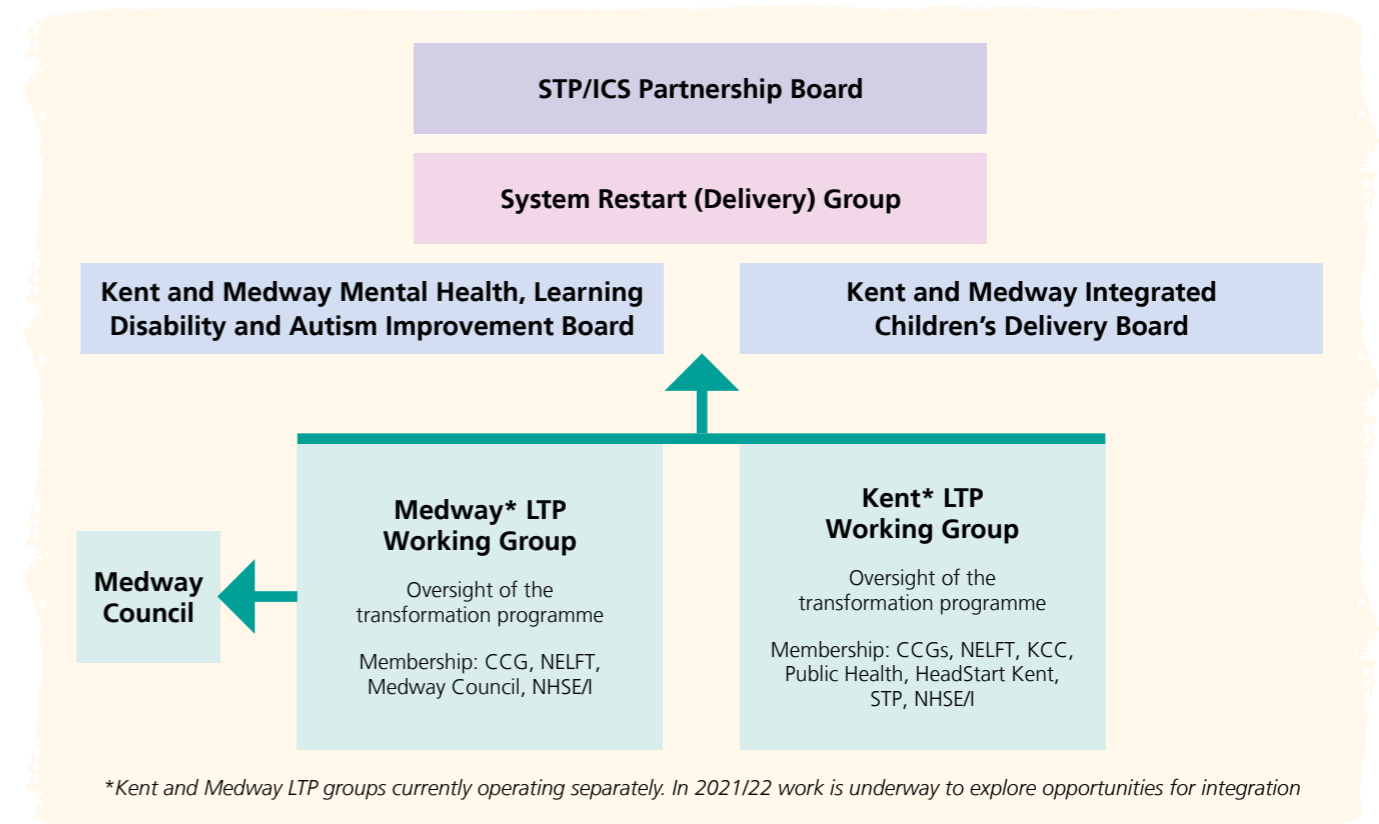 STP/ICS Partnership Board
System Restart (Delivery) Group
Kent and Medway Mental Health, Learning
Disability and Autism Improvement Board
Kent and Medway Integrated
Children’s Delivery Board
Medway
Council
Medway* LTP
Working Group
Oversight of the
transformation programme
Membership: CCG, NELFT,
Medway Council, NHSE/I
Kent* LTP
Working Group
Oversight of the
transformation programme
Membership: CCGs, NELFT, KCC,
Public Health, HeadStart Kent,
STP, NHSE/I
*Kent and Medway LTP groups currently operating separately. In 2021/22 work is underway to explore opportunities for integration